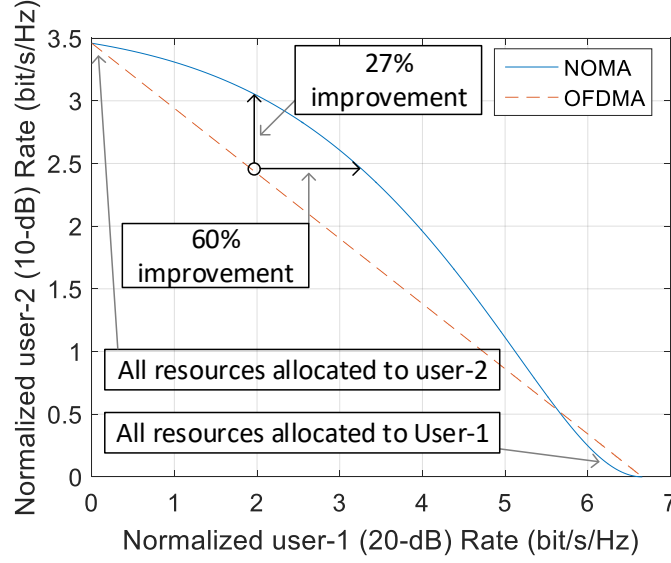 Normalized user-2 (10-dB) Rate (bit/s/Hz)
3.5
3
2.5
2
1.5
1
0.5
0
27%
improvement
NOMA
OFDMA
60%
improvement
All resources allocated to user-2
All resources allocated to User-1
0 1 2 3 4 5 6 7
Normalized user-1 (20-dB) Rate (bit/s/Hz)